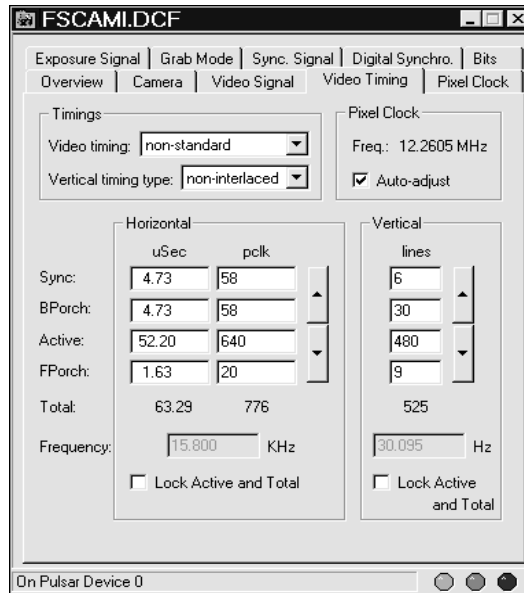 FSCAMI.DCF
Exposure Signal Grab Mode Sync. Signal Digital Synchro. Bits
Overview Camera Video Signal Video Timing Pixel Clock
Timings
Video timing: non-standard
Vertical timing type: non-interlaced
Pixel Clock
Freq.: 12.2605 MHz
Auto-adjust
Horizontal Vertical
uSec pclk lines
Sync: 4.73 58 6
BPorch: 4.73 58 30
Active: 52.20 640 480
FPorch: 1.63 20 9
Total: 63.29 776 525
Frequency: 15.800 KHz 30.095 Hz
Lock Active and Total
Lock Active
and Total
On Pulsar Device 0